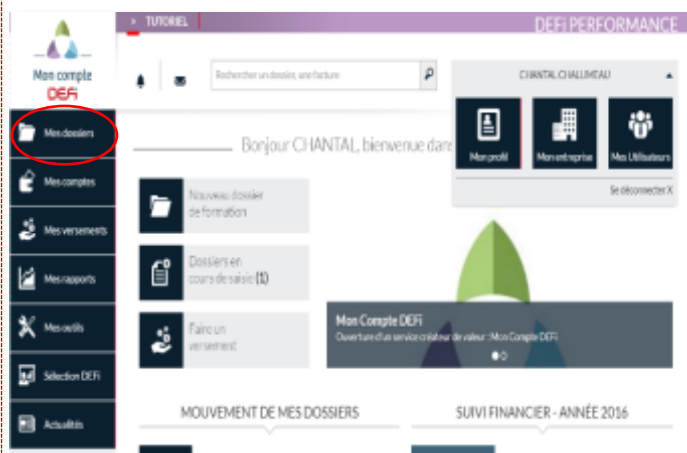 > TUTORIEL
DEFi PERFORMANCE
Mon compte
DEFi
Rechercher un dossier, une facture
CHANTAL CHALUMEAU
Mon profil
Mon entreprise
Mes Utilisateurs
Se déconnecter X
Mes dossiers
Mes comptes
Mes versements
Mes rapports
Mes outils
Sélection DEFi
Actualités
Bonjour CHANTAL, bienvenue dans
Nouveau dossier
de formation
Dossiers en
cours de saisie (1)
Faire un
versement
Mon Compte DEFi
Ouverture d'un service créateur de valeur : Mon Compte DEFi
MOUVEMENT DE MES DOSSIERS
SUIVI FINANCIER - ANNÉE 2016